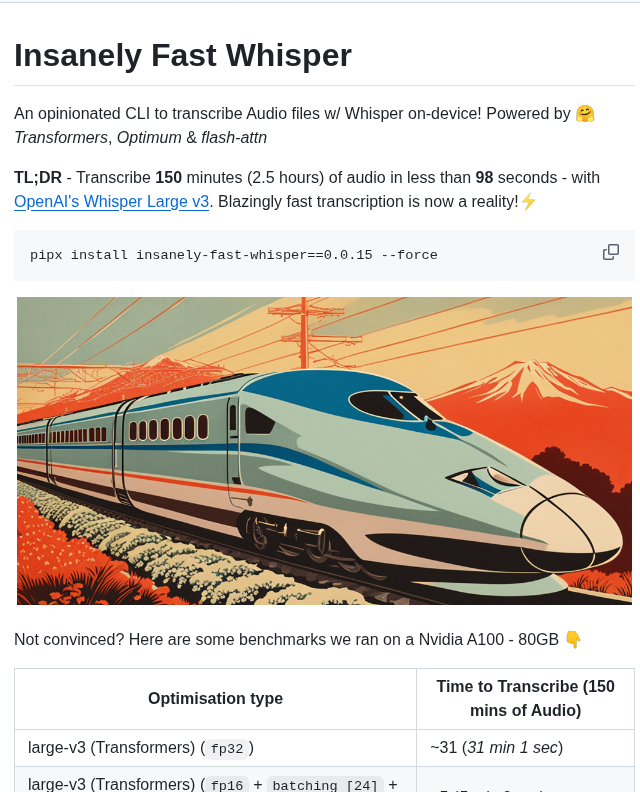 Insanely Fast Whisper
An opinionated CLI to transcribe Audio files w/ Whisper on-device! Powered by 🤗
Transformers, Optimum & flash-attn
TL;DR - Transcribe 150 minutes (2.5 hours) of audio in less than 98 seconds - with
OpenAI's Whisper Large v3. Blazingly fast transcription is now a reality!⚡
pipx install insanely-fast-whisper==0.0.15 --force
Not convinced? Here are some benchmarks we ran on a Nvidia A100 - 80GB 👇
Optimisation type
Time to Transcribe (150
mins of Audio)
large-v3 (Transformers) (fp32)
~31 (31 min 1 sec)
large-v3 (Transformers) (fp16 + batching [24] +